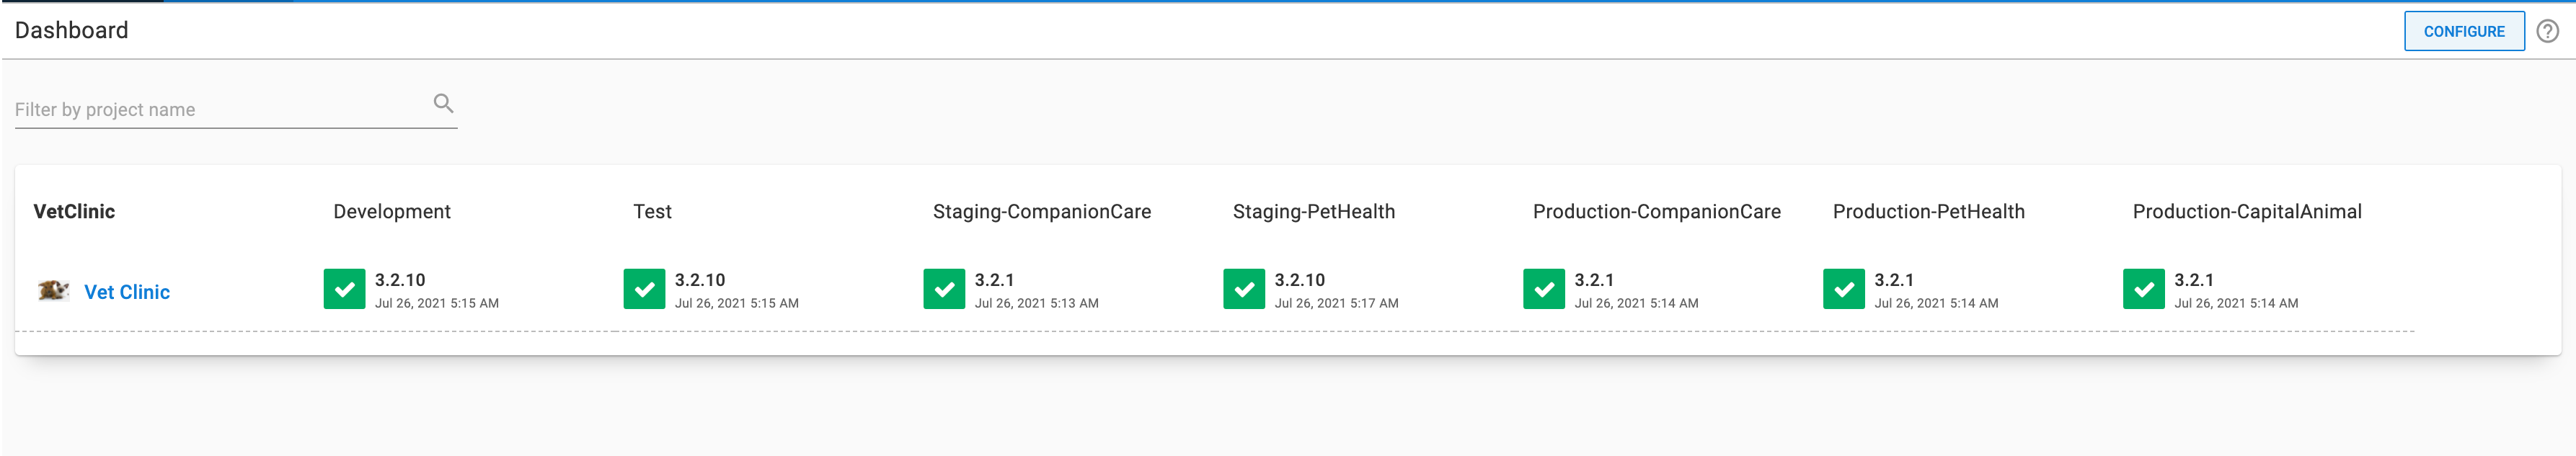 Dashboard
CONFIGURE
Filter by project name
VetClinic Development Test Staging-CompanionCare Staging-PetHealth Production-CompanionCare Production-PetHealth Production-CapitalAnimal
Vet Clinic
3.2.10
Jul 26, 2021 5:15 AM
3.2.10
Jul 26, 2021 5:15 AM
3.2.1
Jul 26, 2021 5:13 AM
3.2.10
Jul 26, 2021 5:17 AM
3.2.1
Jul 26, 2021 5:14 AM
3.2.1
Jul 26, 2021 5:14 AM
3.2.1
Jul 26, 2021 5:14 AM